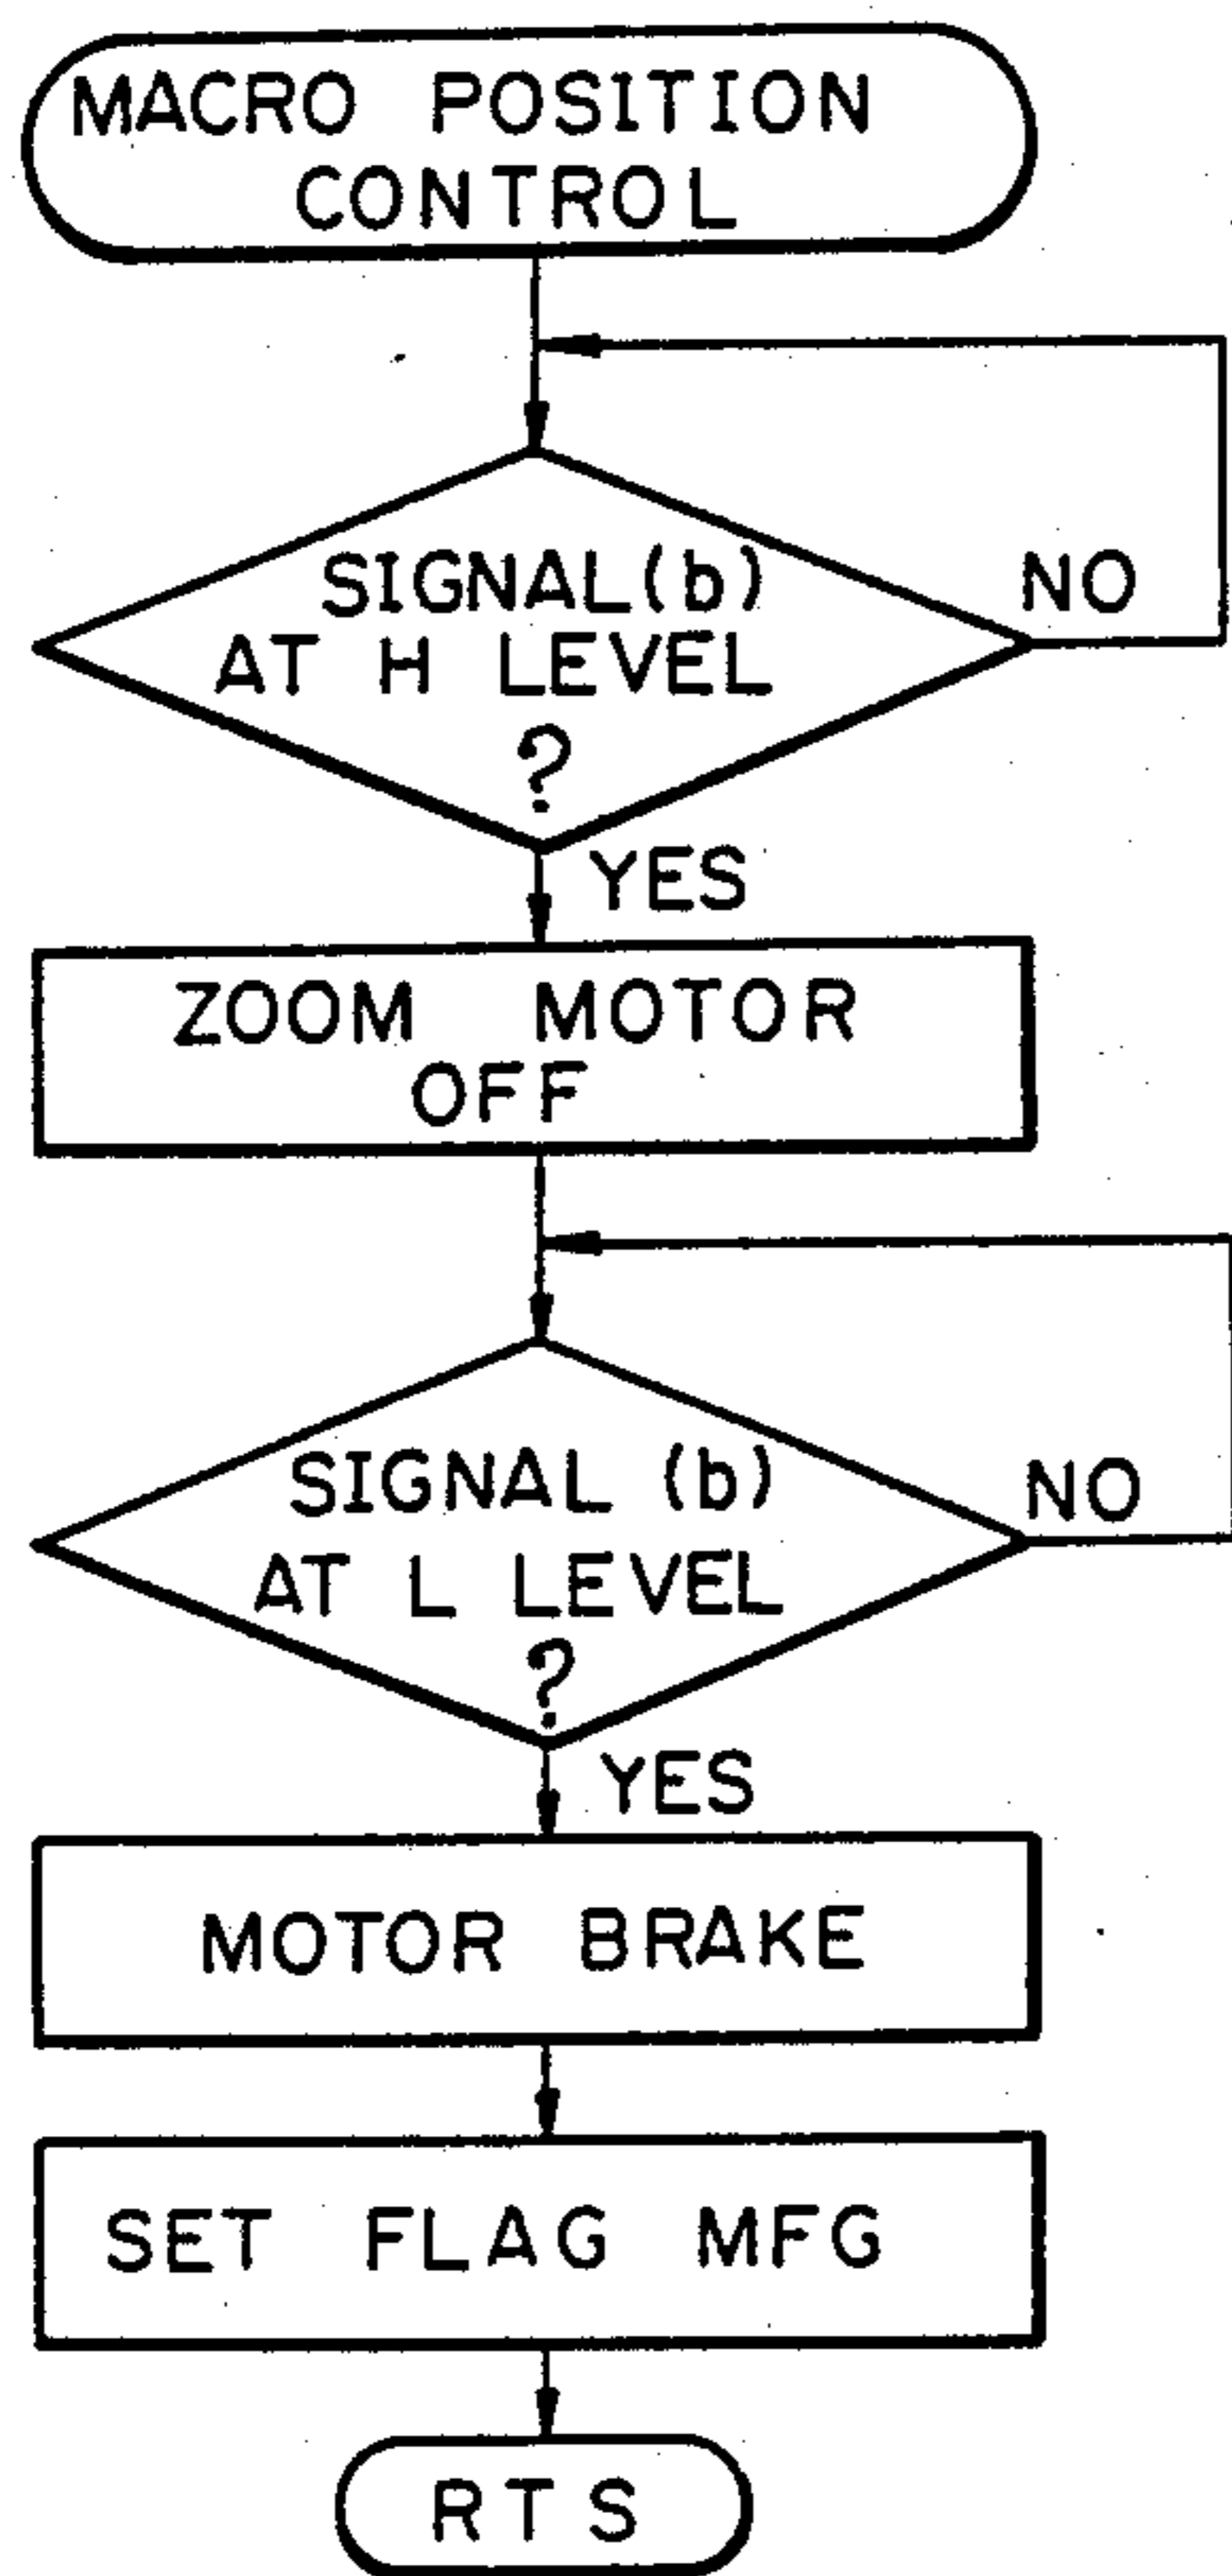 MACRO POSITION
CONTROL
SIGNAL(b)
AT H LEVEL
?
NO
YES
ZOOM MOTOR
OFF
SIGNAL (b)
AT L LEVEL
?
NO
YES
MOTOR BRAKE
SET FLAG MFG
RTS